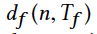 d_f(n, T_f)